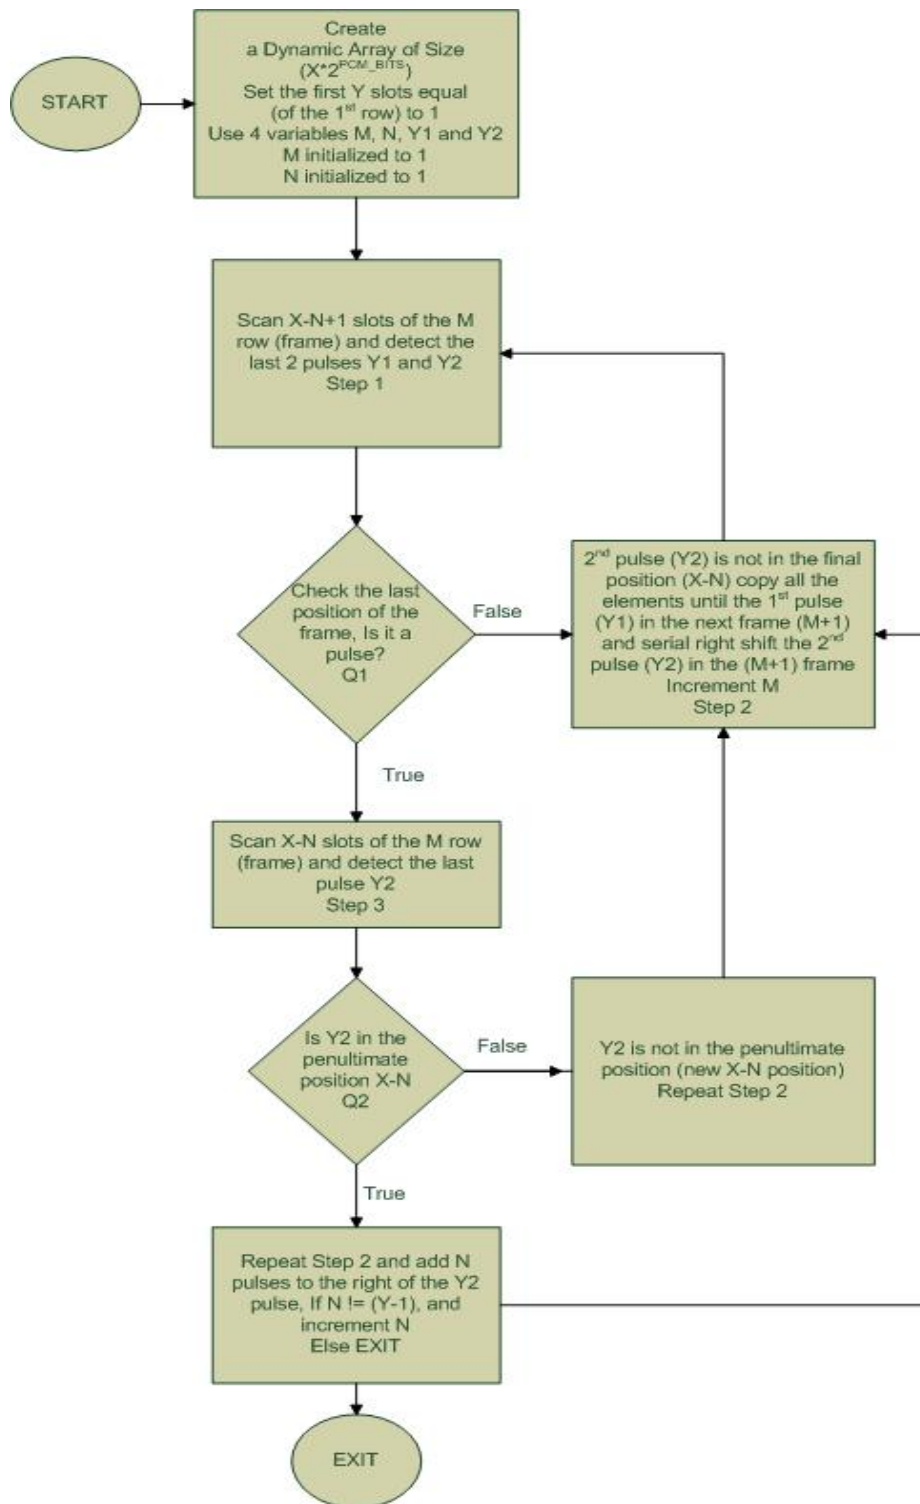 START
Create
a Dynamic Array of Size
(X*2^PCM_BITS)
Set the first Y slots equal
(of the 1st row) to 1
Use 4 variables M, N, Y1 and Y2
M initialized to 1
N initialized to 1
Scan X-N+1 slots of the M
row (frame) and detect the
last 2 pulses Y1 and Y2
Step 1
Check the last
position of the
frame, Is it a
pulse?
Q1
False
2nd pulse (Y2) is not in the final
position (X-N) copy all the
elements until the 1st pulse
(Y1) in the next frame (M+1)
and serial right shift the 2nd
pulse (Y2) in the (M+1) frame
Increment M
Step 2
True
Scan X-N slots of the M row
(frame) and detect the last
pulse Y2
Step 3
Is Y2 in the
penultimate
position X-N
Q2
False
Y2 is not in the penultimate
position (new X-N position)
Repeat Step 2
True
Repeat Step 2 and add N
pulses to the right of the Y2
pulse, If N != (Y-1), and
increment N
Else EXIT
EXIT